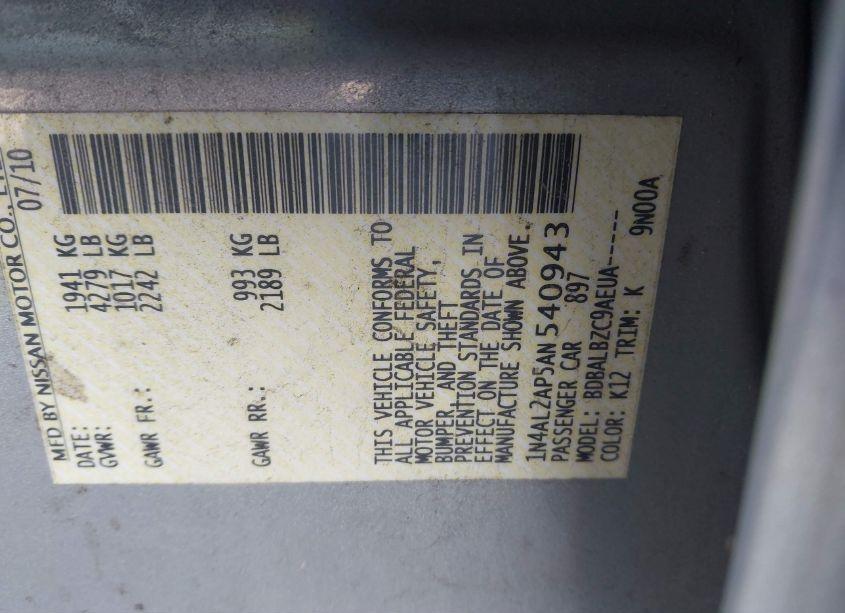 MFD BY NISSAN MOTOR CO.,
DATE: 07/10
GVWR: 1941 KG
4279 LB
GAWR FR.: 1017 KG
2242 LB
GAWR RR.: 993 KG
2189 LB
THIS VEHICLE CONFORMS TO
ALL APPLICABLE FEDERAL
MOTOR VEHICLE SAFETY,
BUMPER, AND THEFT
PREVENTION STANDARDS IN
EFFECT ON THE DATE OF
MANUFACTURE SHOWN ABOVE.
1N4AL2AP5AN540943
PASSENGER CAR 897
MODEL: BDBALBZC9AEUA-----
COLOR: K12 TRIM: K 9N00A